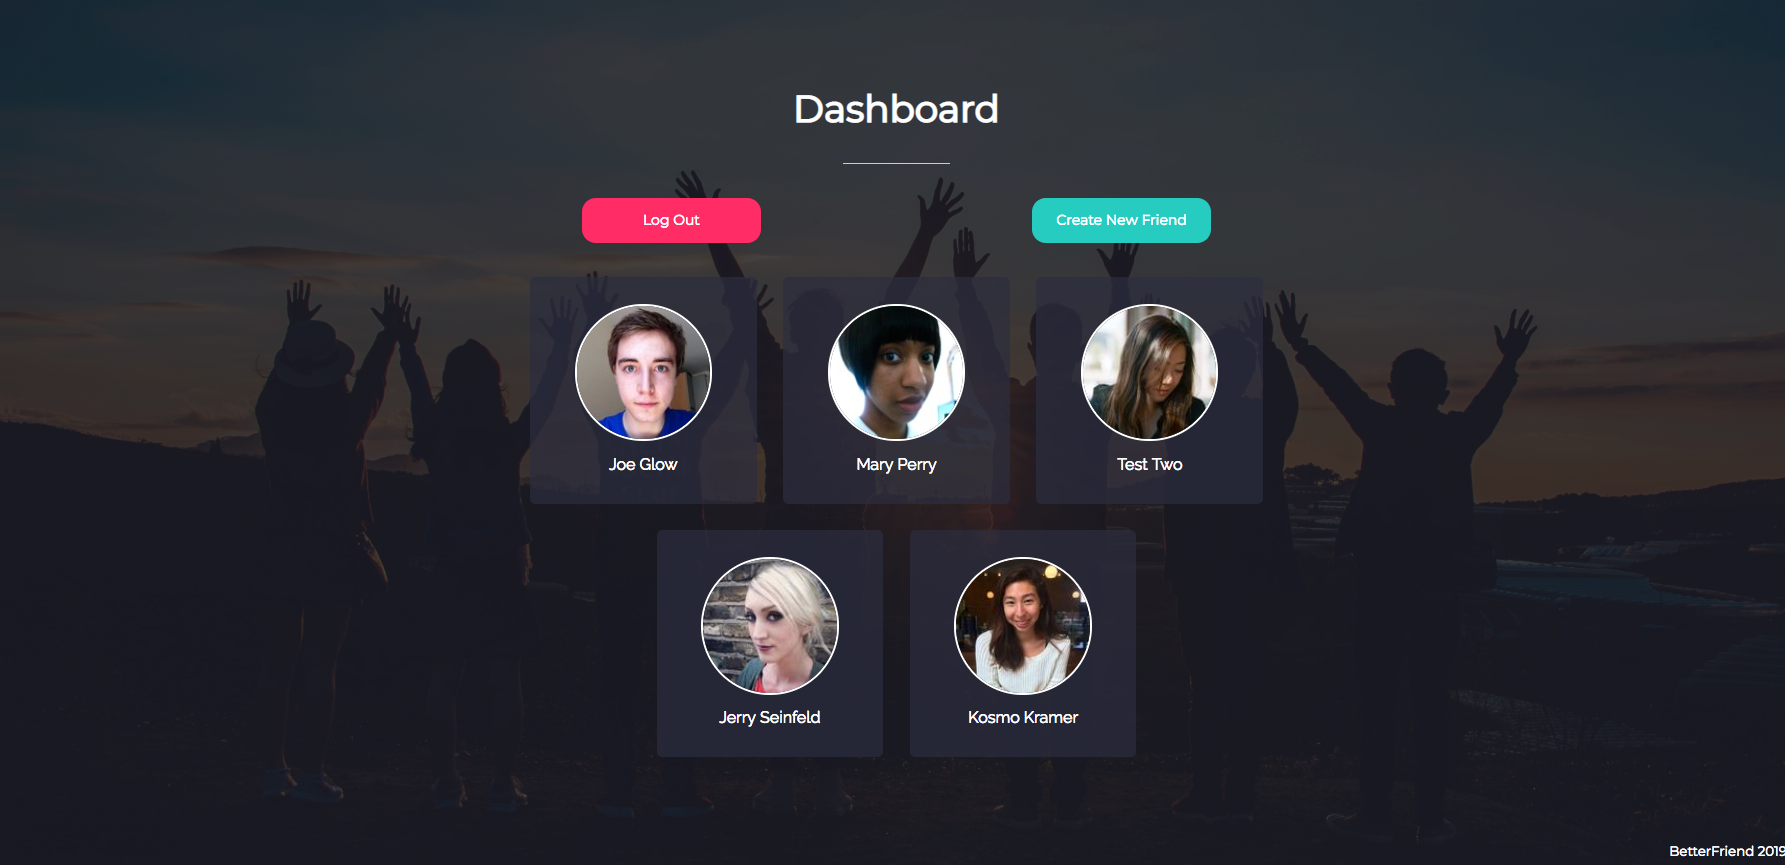 Dashboard
Log Out
Create New Friend
Joe Glow
Mary Perry
Test Two
Jerry Seinfeld
Kosmo Kramer
BetterFriend 2019